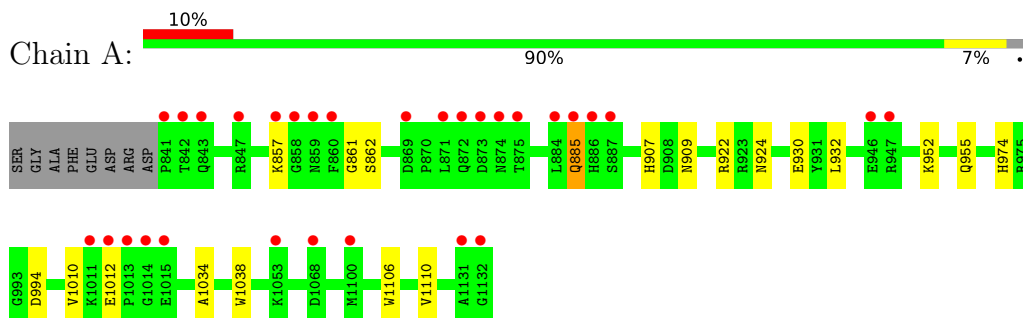 10%
Chain A:
90% 7% •
SER GLY ALA PHE GLU ASP ARG ASP P841 T842 Q843 R847 K857 G858 N859 F860 G861 S862 D869 P870 L871 Q872 D873 N874 T875 L884 Q885 H886 S887 H907 D908 N909 R922 R923 N924 E930 Y931 L932 E946 R947 K952 Q955 H974 P975
G993 D994 V1010 K1011 E1012 P1013 G1014 E1015 A1034 W1038 K1053 D1068 M1100 W1106 V1110 A1131 G1132